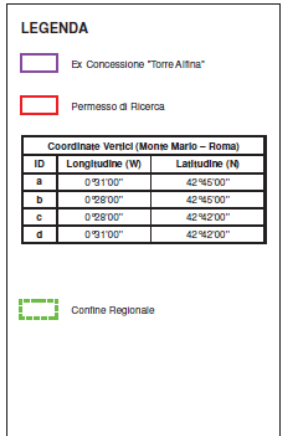 LEGENDA
Ex Concessione "Torre Alfina"
Permesso di Ricerca
Coordinate Vertici (Monte Mario – Roma)
ID Longitudine (W) Latitudine (N)
a 0°31'00" 42°45'00"
b 0°28'00" 42°45'00"
c 0°28'00" 42°42'00"
d 0°31'00" 42°42'00"
Confine Regionale